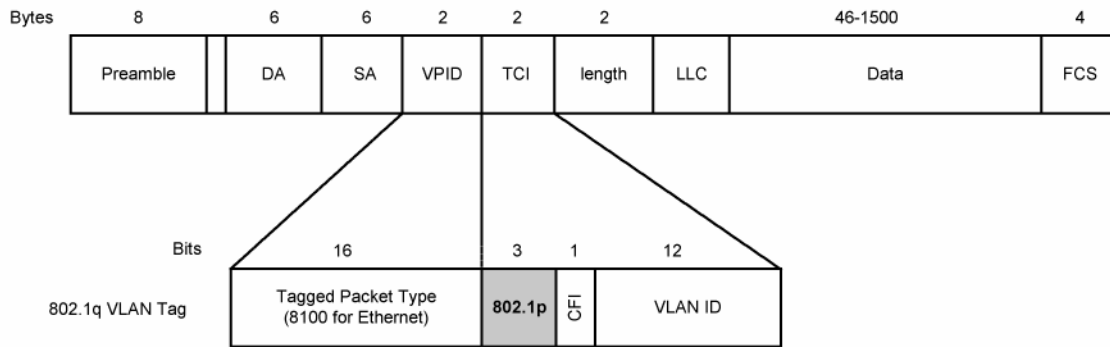 Bytes 8 6 6 2 2 2 46-1500 4
Preamble DA SA VPID TCI length LLC Data FCS
Bits 16 3 1 12
802.1q VLAN Tag
Tagged Packet Type
(8100 for Ethernet)
802.1p
CFI
VLAN ID